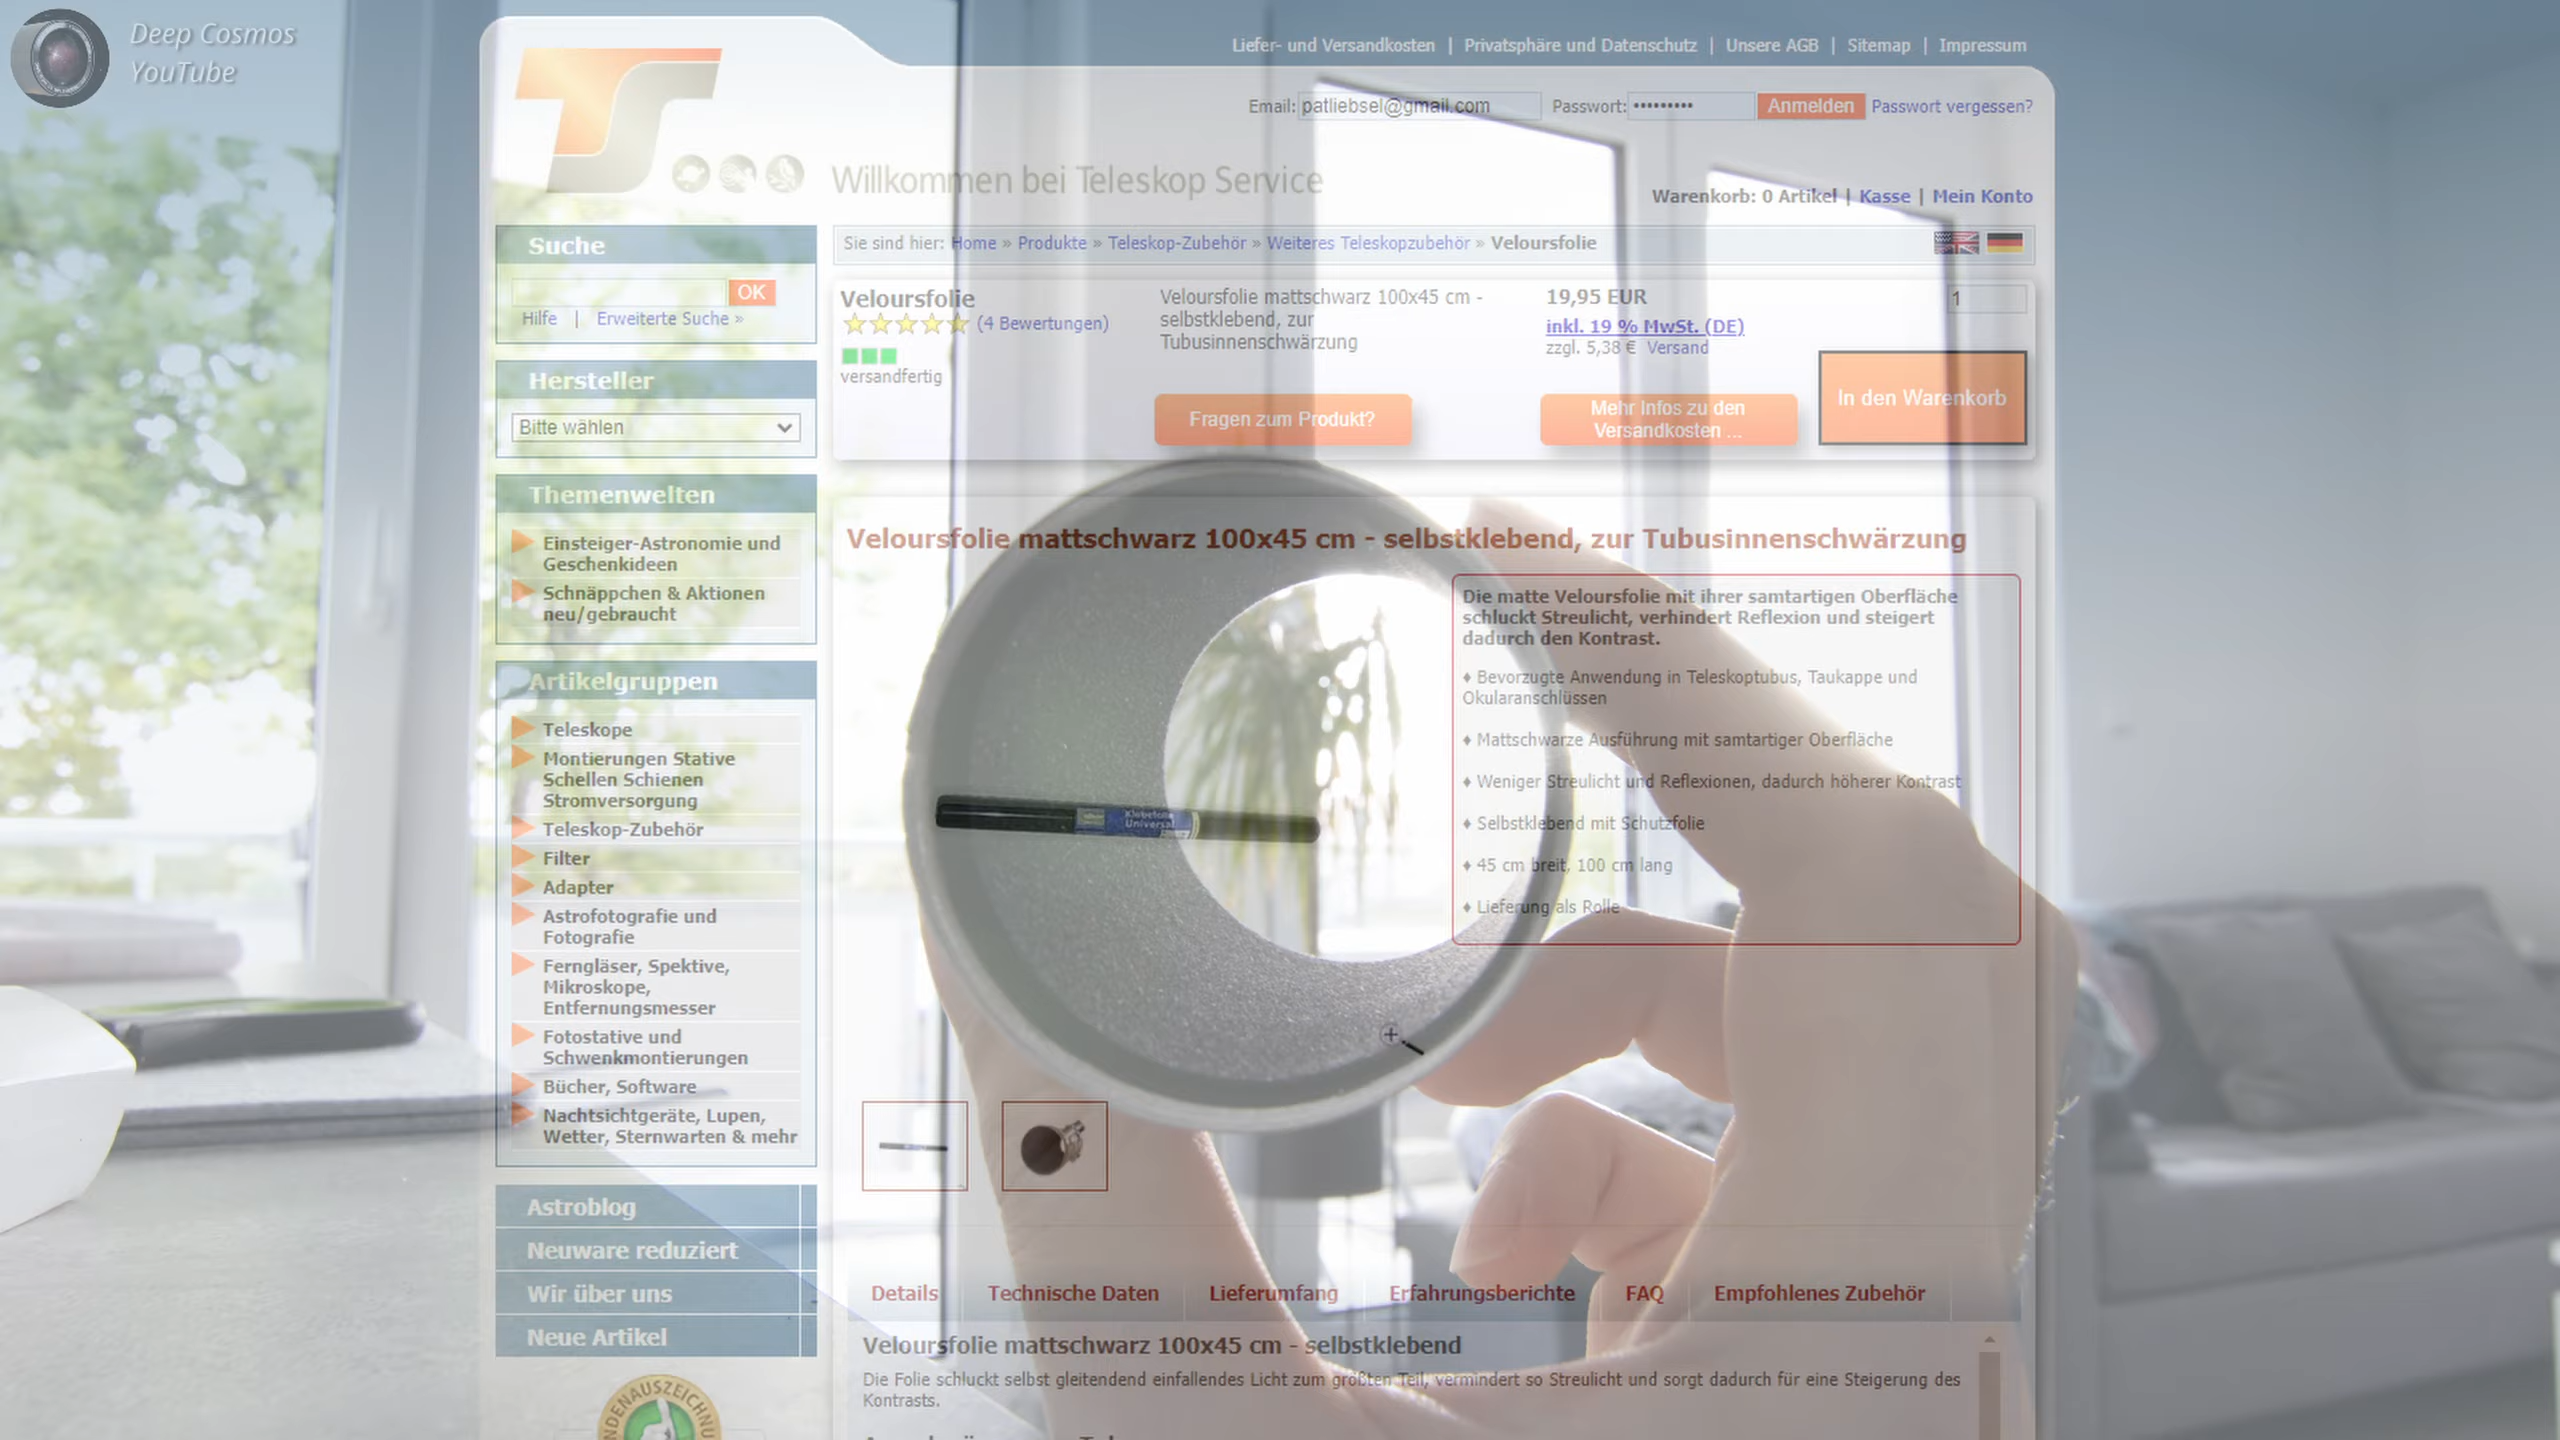 Deep Cosmos
YouTube
Liefer- und Versandkosten | Privatsphäre und Datenschutz | Unsere AGB | Sitemap | Impressum
Email: patliebsel@gmail.com Passwort: ••••••••• Anmelden Passwort vergessen?
TS
Willkommen bei Teleskop Service
Warenkorb: 0 Artikel | Kasse | Mein Konto
Suche
OK
Hilfe | Erweiterte Suche »
Hersteller
Bitte wählen
Themenwelten
Einsteiger-Astronomie und
Geschenkideen
Schnäppchen & Aktionen
neu/gebraucht
Artikelgruppen
Teleskope
Montierungen Stative
Schellen Schienen
Stromversorgung
Teleskop-Zubehör
Filter
Adapter
Astrofotografie und
Fotografie
Ferngläser, Spektive,
Mikroskope,
Entfernungsmesser
Fotostative und
Schwenkmontierungen
Bücher, Software
Nachtsichtgeräte, Lupen,
Wetter, Sternwarten & mehr
Astroblog
Neuware reduziert
Wir über uns
Neue Artikel
Sie sind hier: Home » Produkte » Teleskop-Zubehör » Weiteres Teleskopzubehör » Veloursfolie
Veloursfolie
(4 Bewertungen)
versandfertig
Veloursfolie mattschwarz 100x45 cm -
selbstklebend, zur
Tubusinnenschwärzung
Fragen zum Produkt?
19,95 EUR
inkl. 19 % MwSt. (DE)
zzgl. 5,38 € Versand
Mehr Infos zu den
Versandkosten ...
1
In den Warenkorb
Veloursfolie mattschwarz 100x45 cm - selbstklebend, zur Tubusinnenschwärzung
Die matte Veloursfolie mit ihrer samtartigen Oberfläche
schluckt Streulicht, verhindert Reflexion und steigert
dadurch den Kontrast.
♦ Bevorzugte Anwendung in Teleskoptubus, Taukappe und
Okularanschlüssen
♦ Mattschwarze Ausführung mit samtartiger Oberfläche
♦ Weniger Streulicht und Reflexionen, dadurch höherer Kontrast
♦ Selbstklebend mit Schutzfolie
♦ 45 cm breit, 100 cm lang
♦ Lieferung als Rolle
Klebefolie
Universal
Details Technische Daten Lieferumfang Erfahrungsberichte FAQ Empfohlenes Zubehör
Veloursfolie mattschwarz 100x45 cm - selbstklebend
Die Folie schluckt selbst gleitendend einfallendes Licht zum größten Teil, vermindert so Streulicht und sorgt dadurch für eine Steigerung des
Kontrasts.